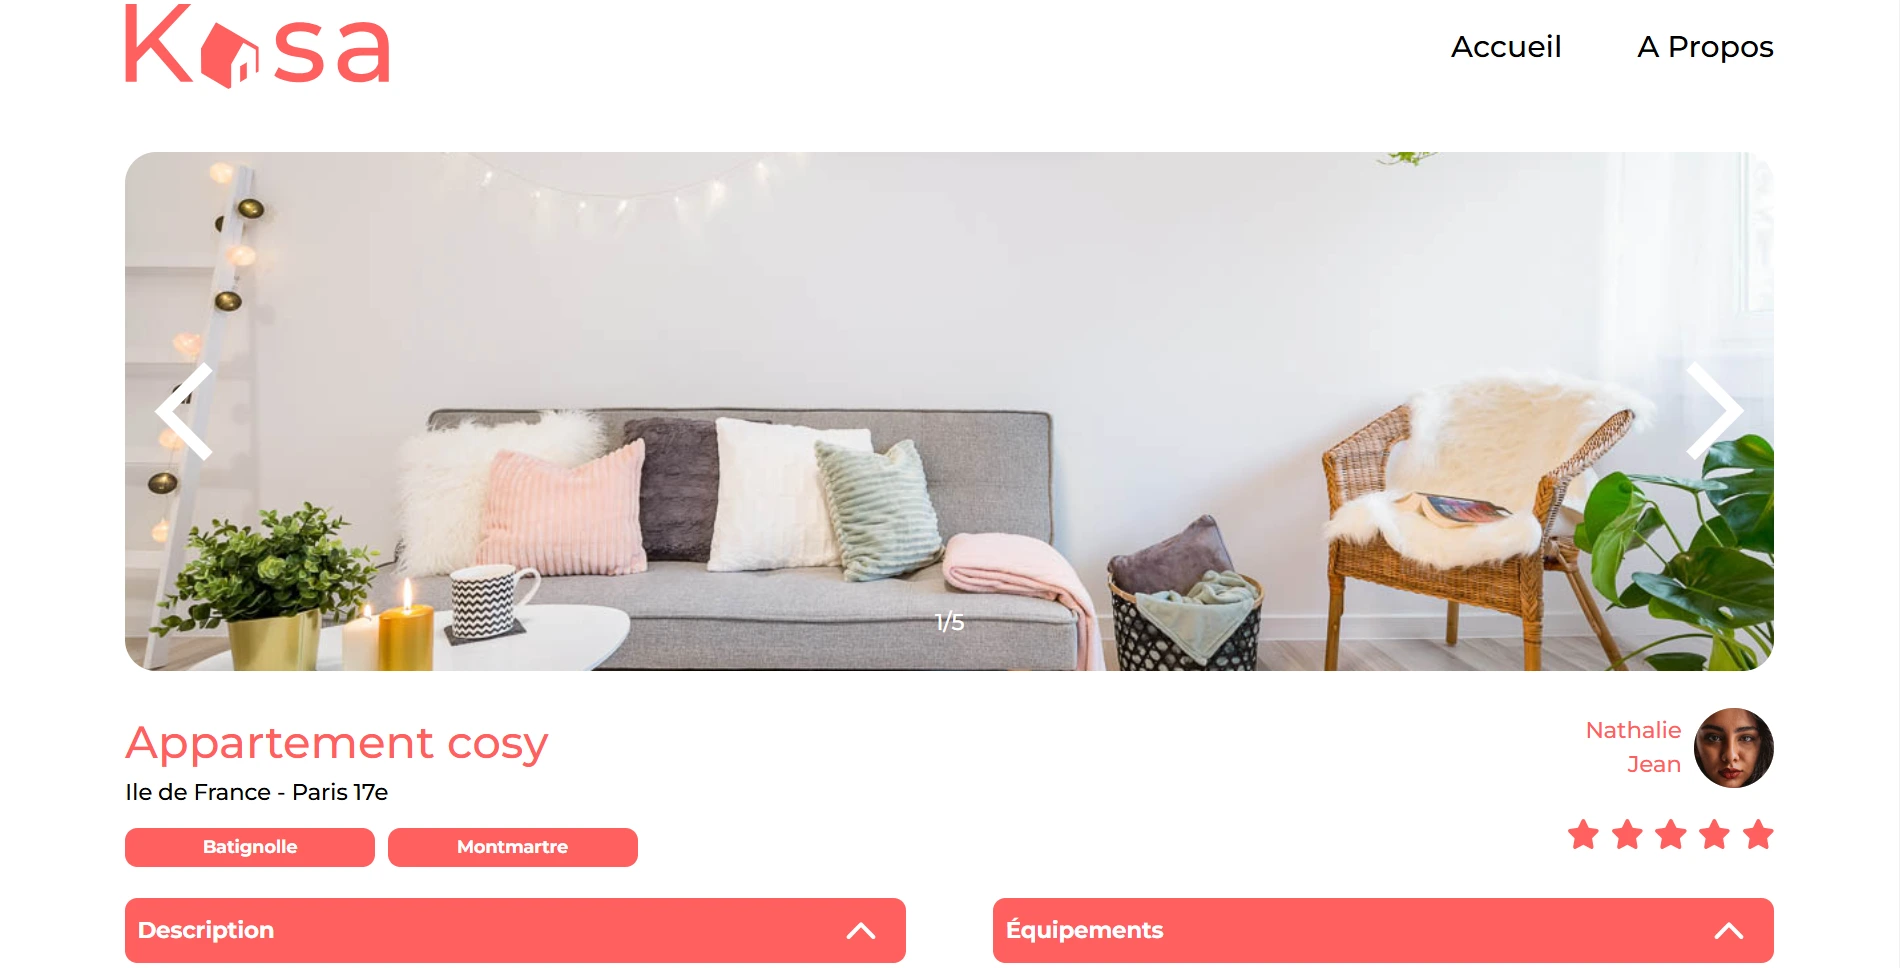 Kasa
Accueil
A Propos
1/5
Appartement cosy
Ile de France - Paris 17e
Batignolle
Montmartre
Nathalie
Jean
Description
Équipements